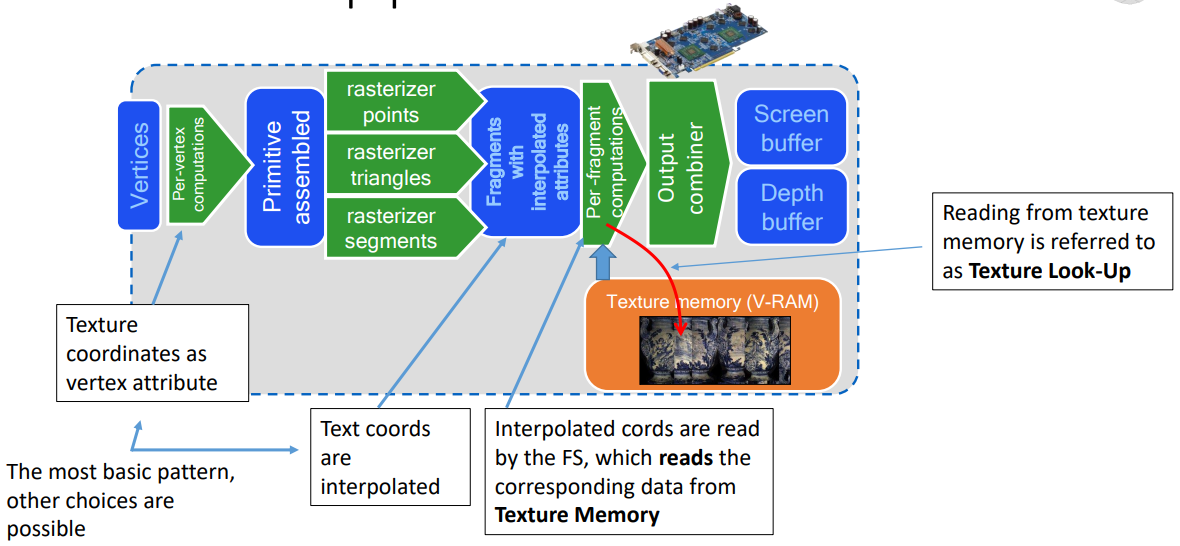 Vertices
Per-vertex
computations
Primitive
assembled
rasterizer
points
rasterizer
triangles
rasterizer
segments
Fragments
with
interpolated
attributes
Per -fragment
computations
Output
combiner
Screen
buffer
Depth
buffer
Texture memory (V-RAM)
Reading from texture
memory is referred to
as Texture Look-Up
Texture
coordinates as
vertex attribute
The most basic pattern,
other choices are
possible
Text coords
are
interpolated
Interpolated cords are read
by the FS, which reads the
corresponding data from
Texture Memory